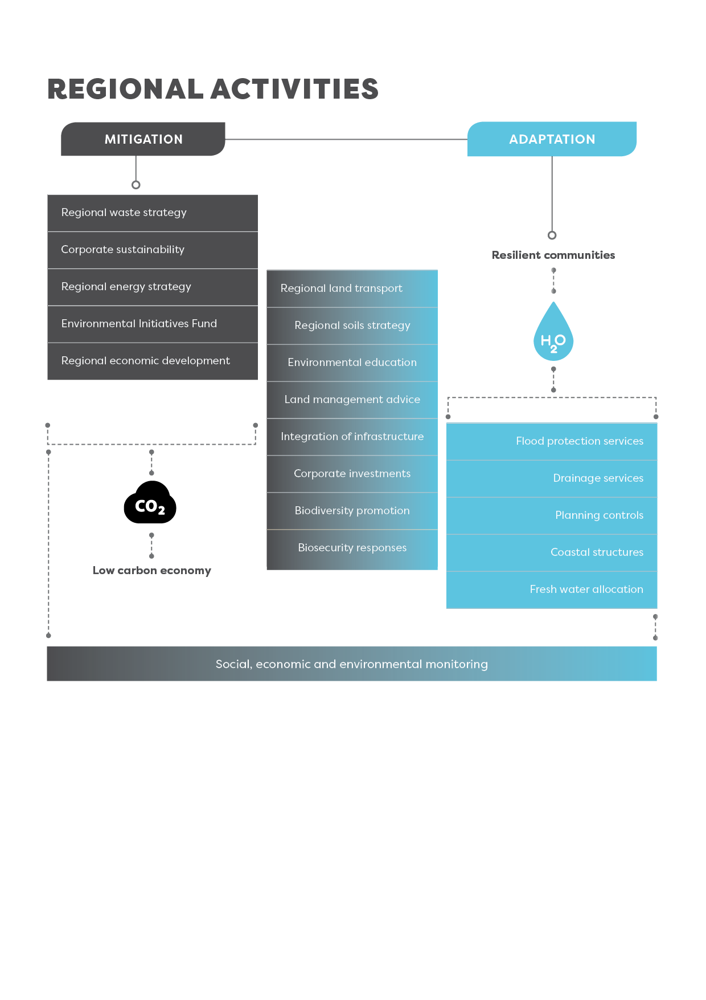 REGIONAL ACTIVITIES
MITIGATION
ADAPTATION
Regional waste strategy
Corporate sustainability
Regional energy strategy
Environmental Initiatives Fund
Regional economic development
CO2
Low carbon economy
Regional land transport
Regional soils strategy
Environmental education
Land management advice
Integration of infrastructure
Corporate investments
Biodiversity promotion
Biosecurity responses
Resilient communities
H2O
Flood protection services
Drainage services
Planning controls
Coastal structures
Fresh water allocation
Social, economic and environmental monitoring